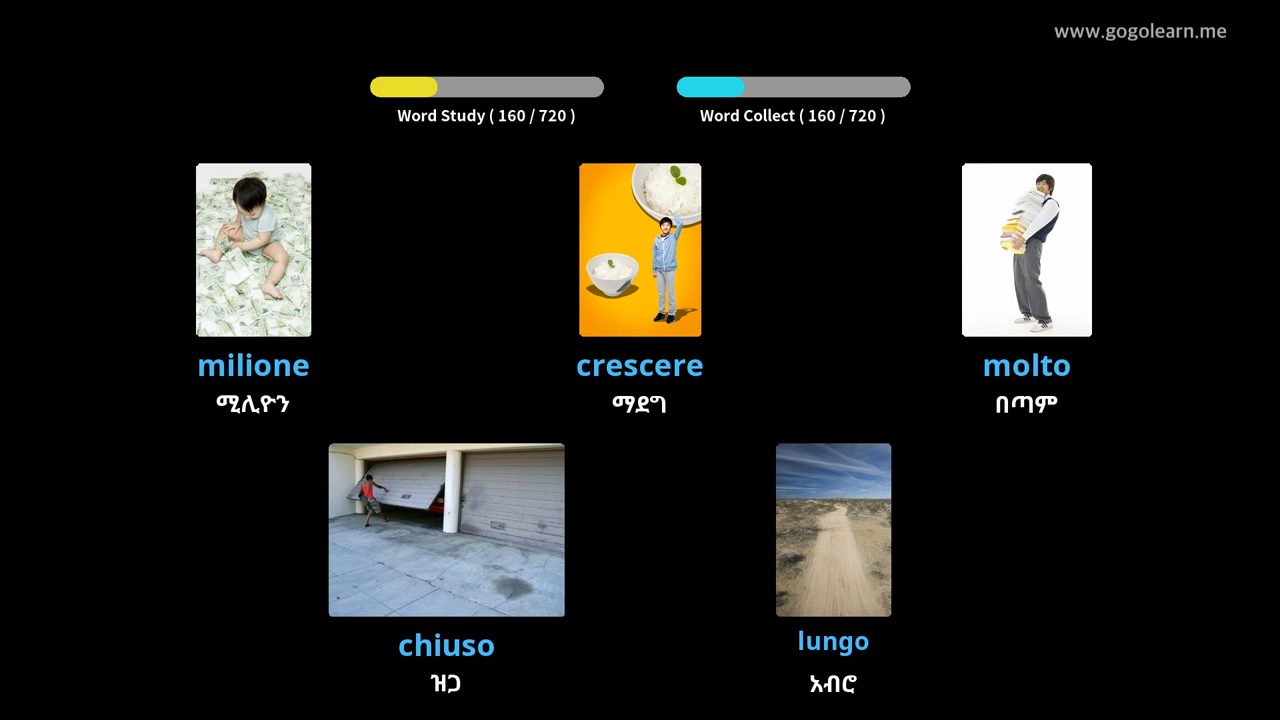 www.gogolearn.me
Word Study ( 160 / 720 )
Word Collect ( 160 / 720 )
milione
ሚሊዮን
crescere
ማደግ
molto
በጣም
chiuso
ዝጋ
lungo
አብሮ